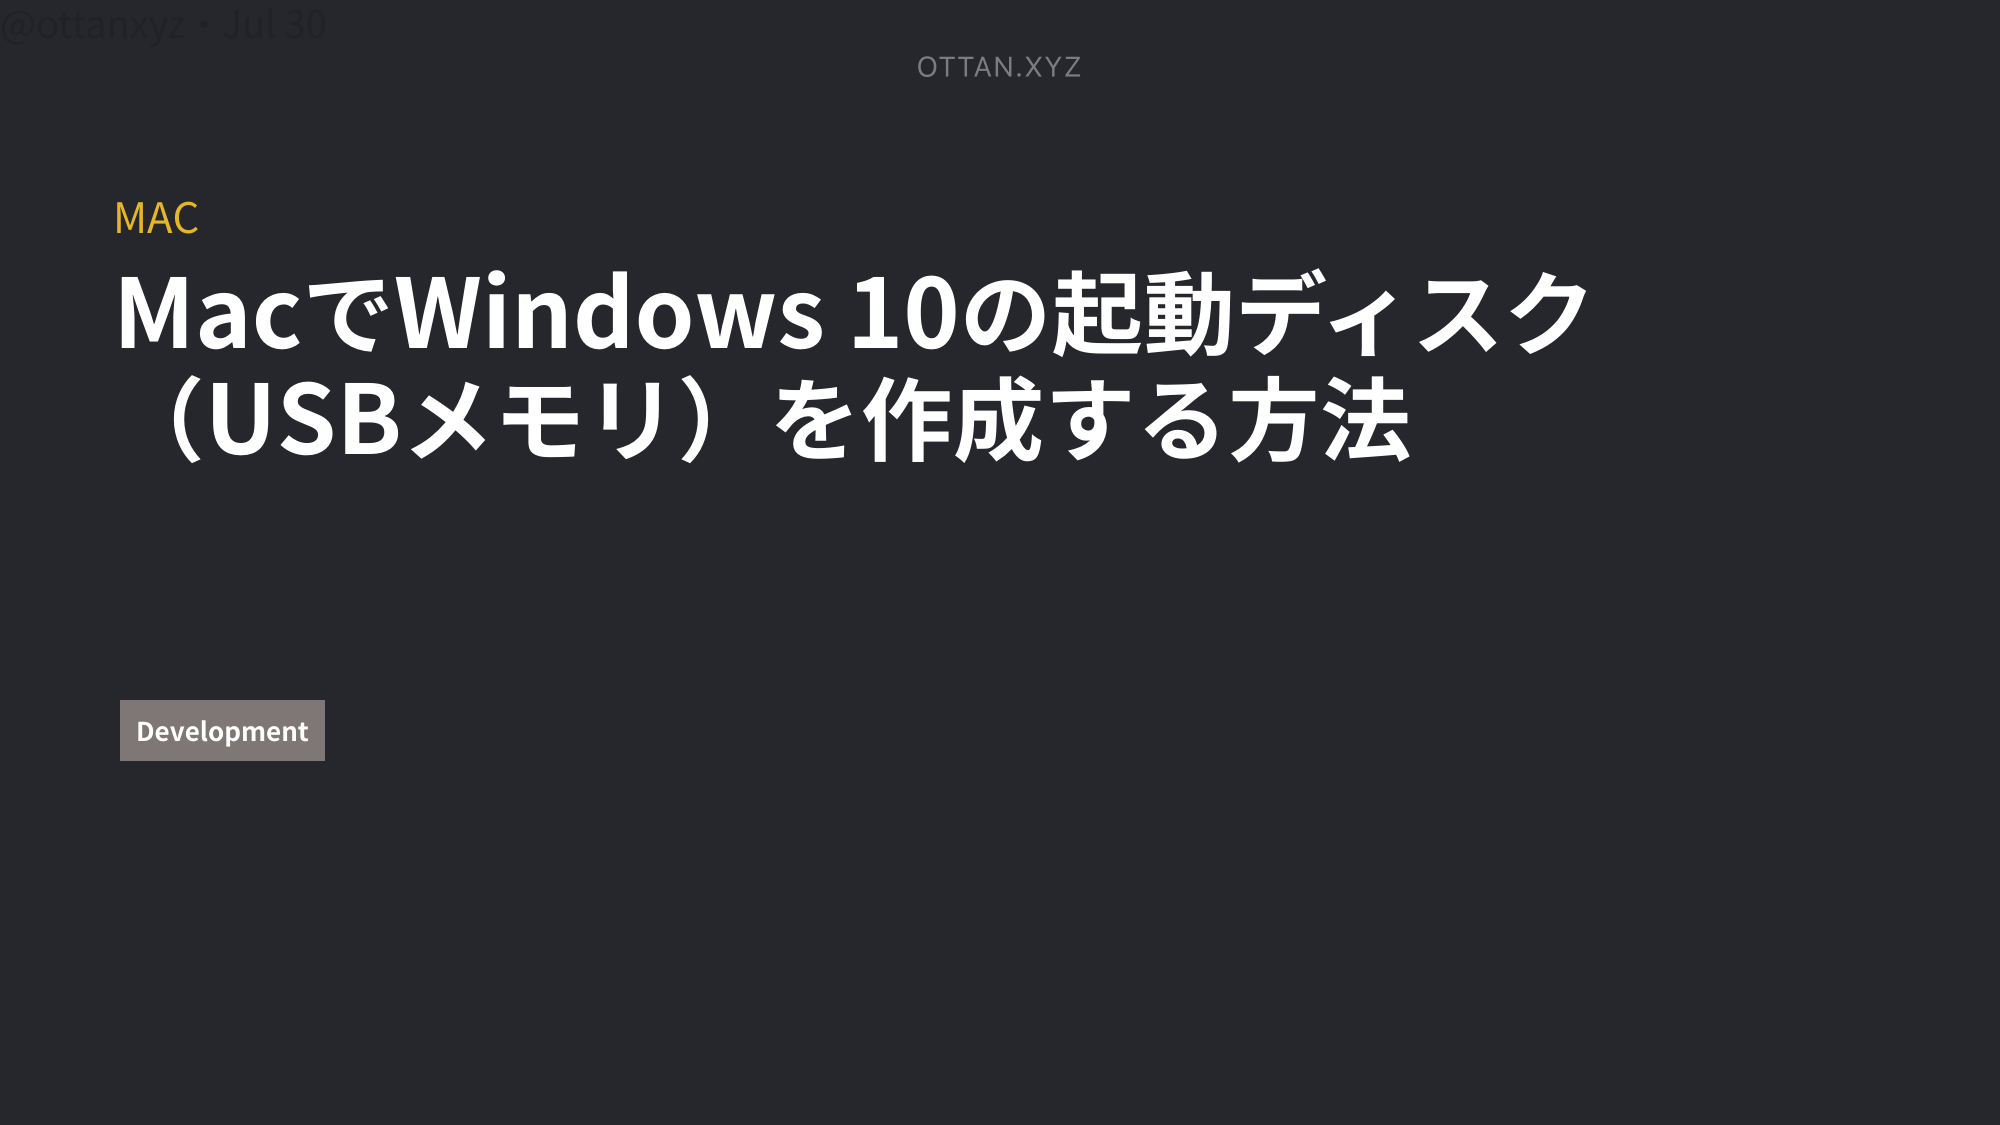 @ottanxyz・Jul 30
OTTAN.XYZ
MAC
MacでWindows 10の起動ディスク
（USBメモリ）を作成する方法
Development